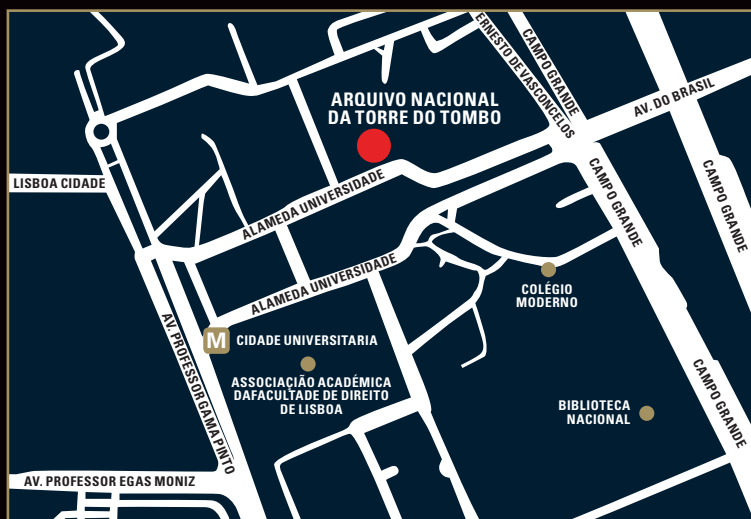 ERNESTO DE VASCONCELOS
CAMPO GRANDE
AV. DO BRASIL
ARQUIVO NACIONAL
DA TORRE DO TOMBO
LISBOA CIDADE
ALAMEDA UNIVERSIDADE
CAMPO GRANDE
CAMPO GRANDE
ALAMEDA UNIVERSIDADE
COLÉGIO
MODERNO
AV. PROFESSOR GAMA PINTO
M
CIDADE UNIVERSITARIA
ASSOCIAÇÃO ACADÉMICA
DAFACULTADE DE DIREITO
DE LISBOA
BIBLIOTECA
NACIONAL
CAMPO GRANDE
AV. PROFESSOR EGAS MONIZ